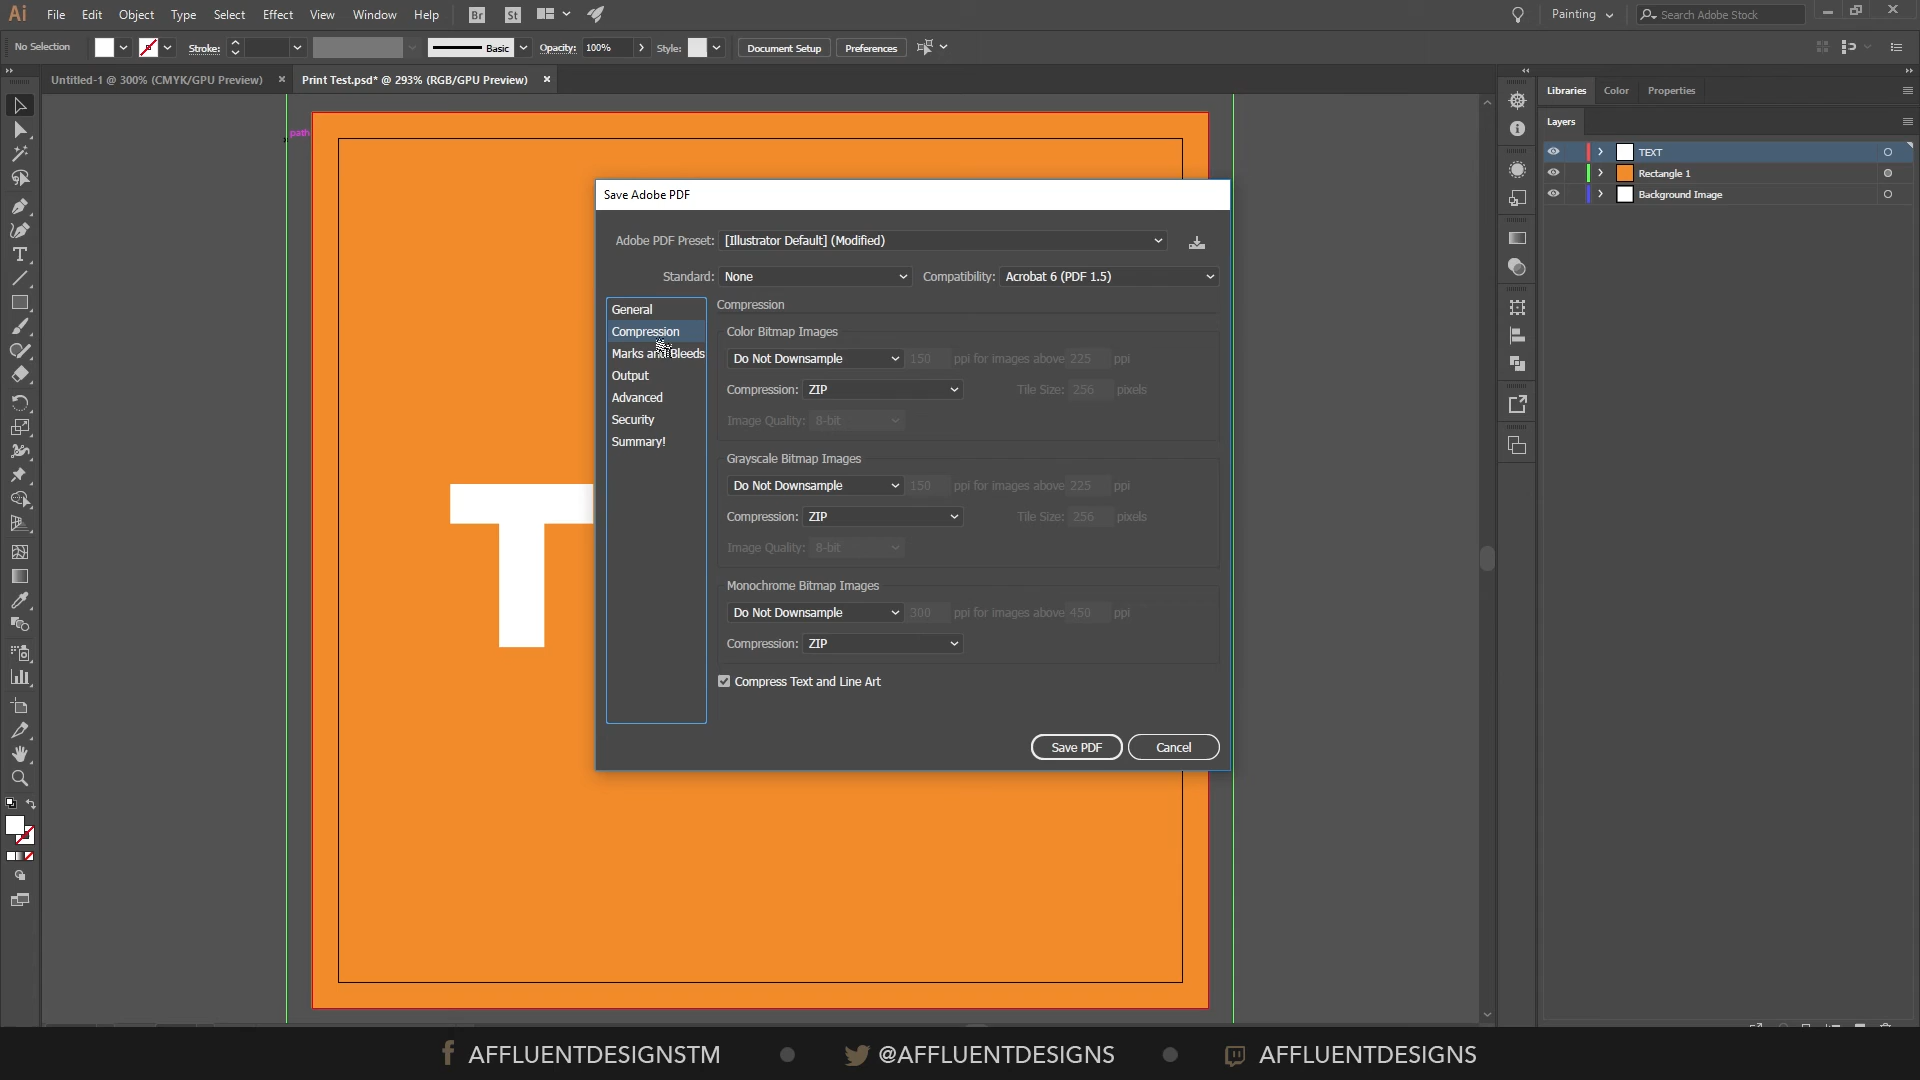 Ai File Edit Object Type Select Effect View Window Help Br St Painting Search Adobe Stock
No Selection Stroke: Basic Opacity: 100% Style: Document Setup Preferences
Untitled-1 @ 300% (CMYK/GPU Preview) Print Test.psd* @ 293% (RGB/GPU Preview)
Libraries Color Properties
Layers
path
TEXT
Rectangle 1
Background Image
Save Adobe PDF
Adobe PDF Preset: [Illustrator Default] (Modified)
Standard: None Compatibility: Acrobat 6 (PDF 1.5)
General
Compression
Marks and Bleeds
Output
Advanced
Security
Summary!
Compression
Color Bitmap Images
Do Not Downsample 150 ppi for images above 225 ppi
Compression: ZIP Tile Size: 256 pixels
Image Quality: 8-bit
Grayscale Bitmap Images
Do Not Downsample 150 ppi for images above 225 ppi
Compression: ZIP Tile Size: 256 pixels
Image Quality: 8-bit
Monochrome Bitmap Images
Do Not Downsample 300 ppi for images above 450 ppi
Compression: ZIP
Compress Text and Line Art
Save PDF Cancel
T
AFFLUENTDESIGNSTM @AFFLUENTDESIGNS AFFLUENTDESIGNS